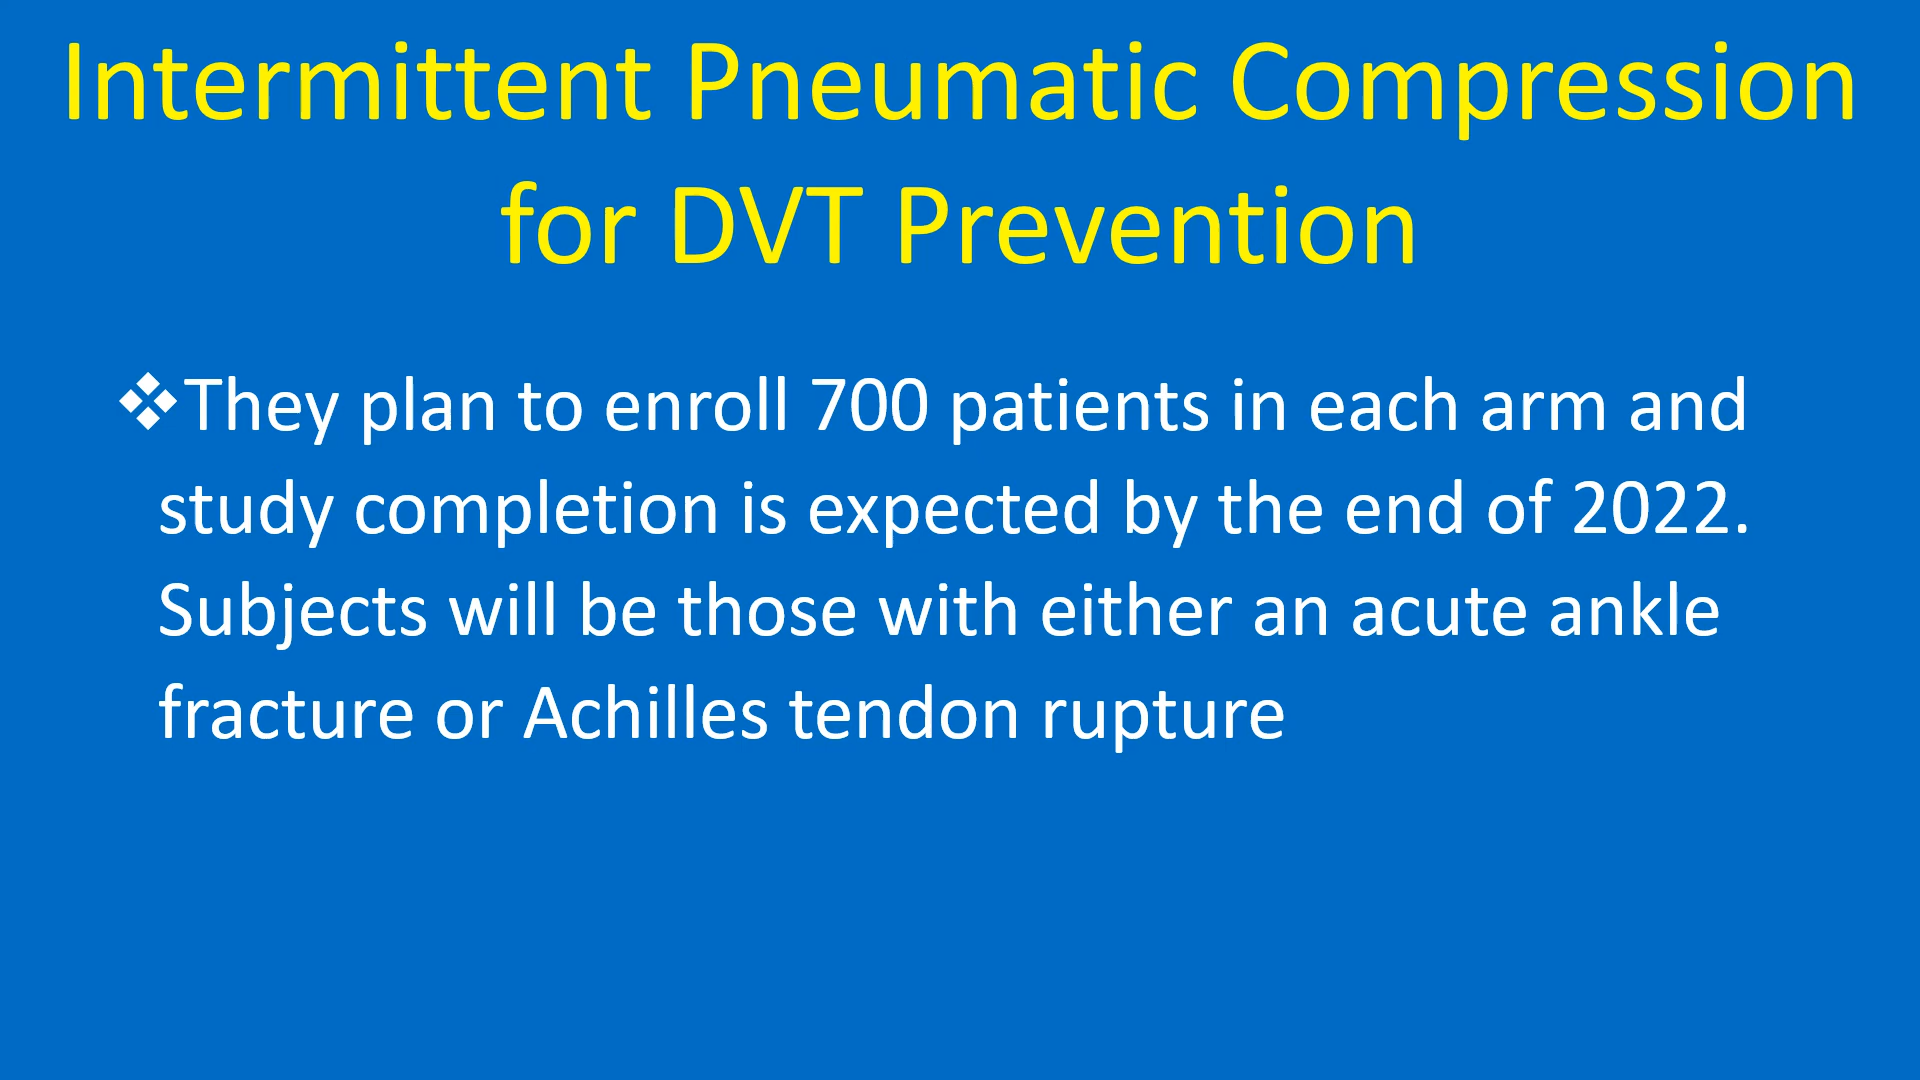 Intermittent Pneumatic Compression
for DVT Prevention
❖They plan to enroll 700 patients in each arm and
study completion is expected by the end of 2022.
Subjects will be those with either an acute ankle
fracture or Achilles tendon rupture